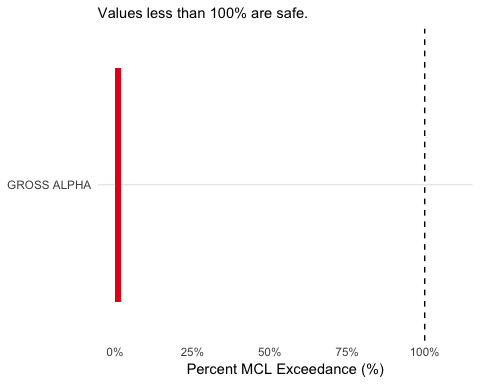 Values less than 100% are safe.
GROSS ALPHA
0% 25% 50% 75% 100%
Percent MCL Exceedance (%)